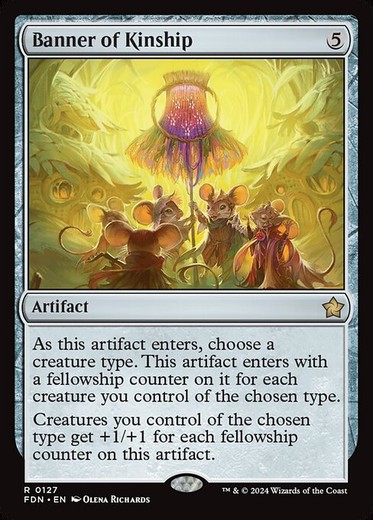 Banner of Kinship 5
Artifact
As this artifact enters, choose a
creature type. This artifact enters with
a fellowship counter on it for each
creature you control of the chosen type.
Creatures you control of the chosen
type get +1/+1 for each fellowship
counter on this artifact.
R 0127
FDN • EN Olena Richards
™ & © 2024 Wizards of the Coast